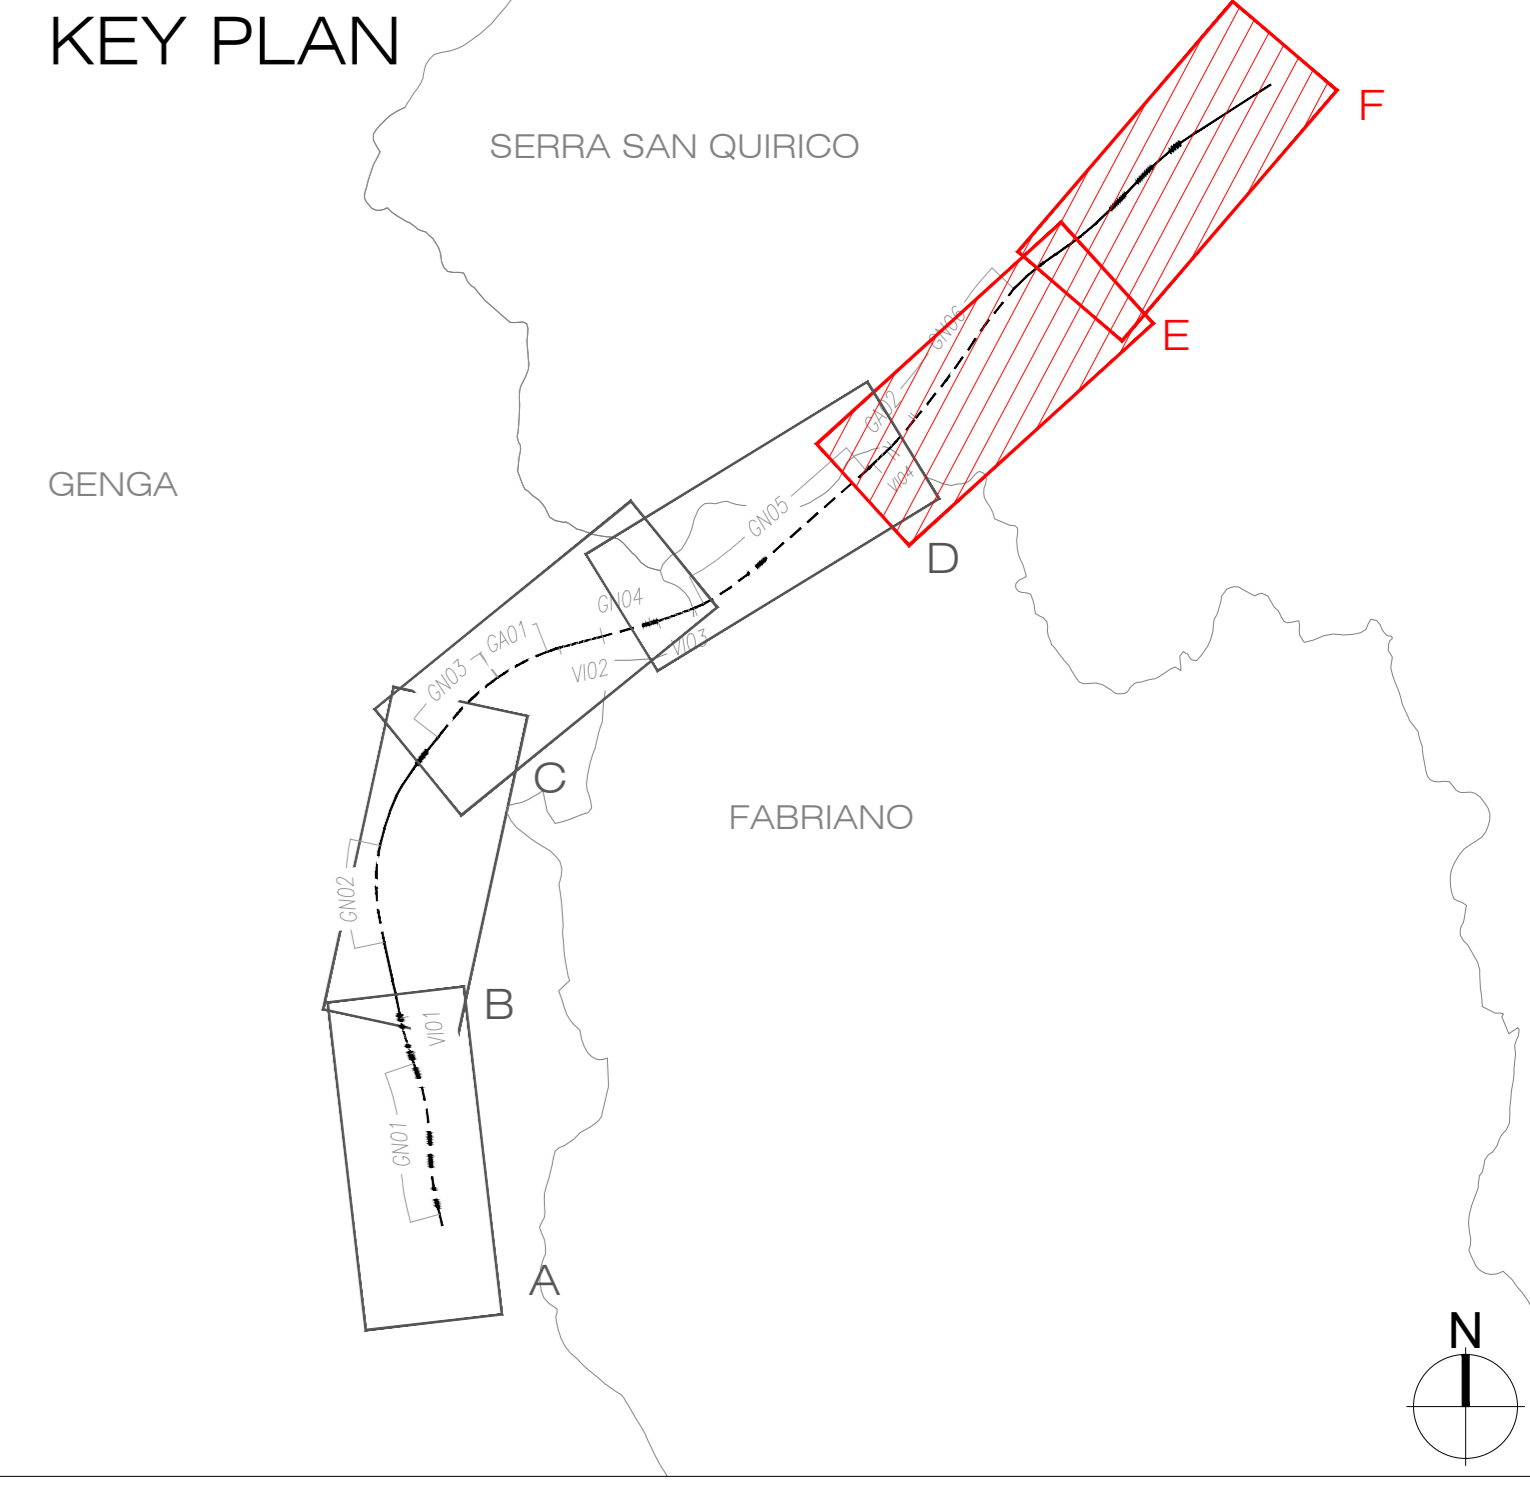 KEY PLAN
F
SERRA SAN QUIRICO
E
GN06
GA02
VI04
GENGA
GN05
D
GN04
GA01
VI03
VI02
GN03
C
FABRIANO
GN02
B
VI01
GN01
A
N